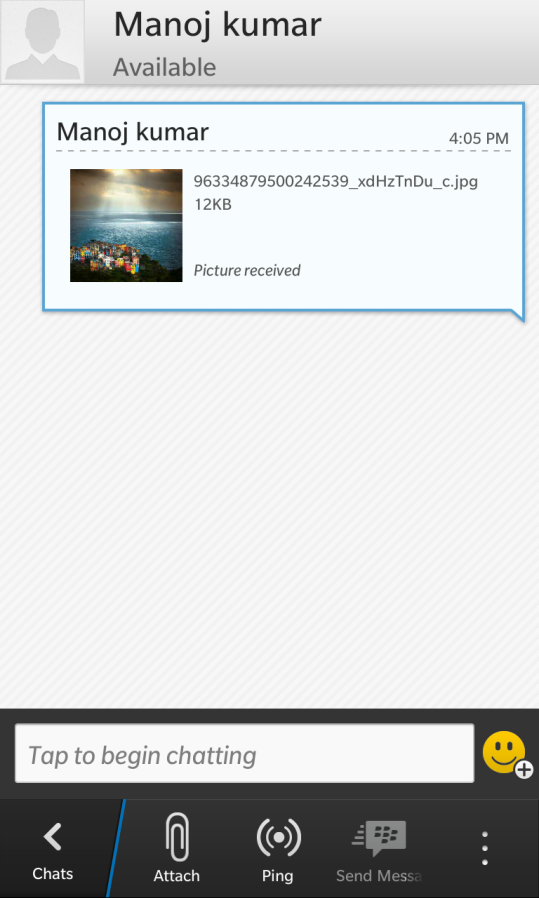 Manoj kumar
Available
Manoj kumar
4:05 PM
96334879500242539_xdHzTnDu_c.jpg
12KB
Picture received
Tap to begin chatting
Chats
Attach
Ping
Send Messa